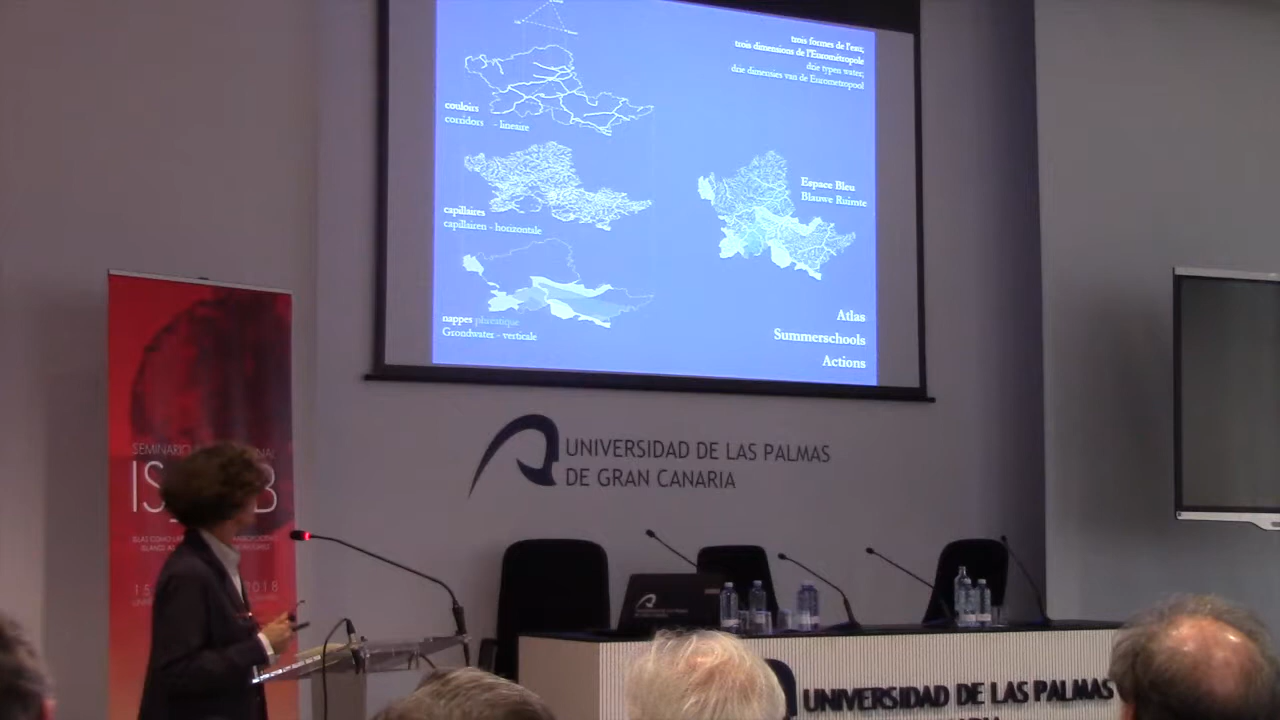 trois formes de l'eau;
trois dimensions de l'Eurométropole
drie typen water;
drie dimensies van de Eurometropool
couloirs
corridors - lineaire
capillaires
capillairen - horizontale
nappes phréatique
Grondwater - verticale
Espace Bleu
Blauwe Ruimte
Atlas
Summerschools
Actions
UNIVERSIDAD DE LAS PALMAS
DE GRAN CANARIA
SEMINARIO
2018
UNIVERSIDAD DE LAS PALMAS